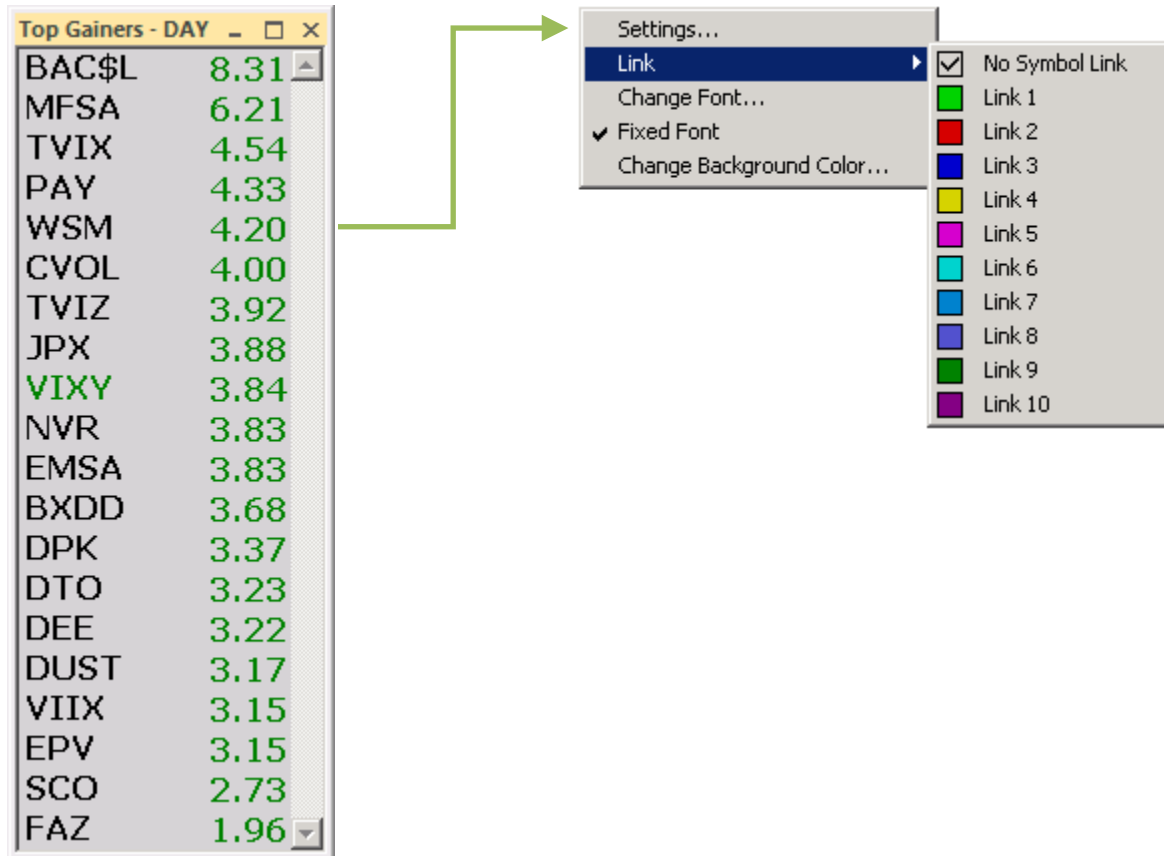 Top Gainers - DAY
BAC$L 8.31
MFSA 6.21
TVIX 4.54
PAY 4.33
WSM 4.20
CVOL 4.00
TVIZ 3.92
JPX 3.88
VIXY 3.84
NVR 3.83
EMSA 3.83
BXDD 3.68
DPK 3.37
DTO 3.23
DEE 3.22
DUST 3.17
VIIX 3.15
EPV 3.15
SCO 2.73
FAZ 1.96
Settings...
Link
Change Font...
Fixed Font
Change Background Color...
No Symbol Link
Link 1
Link 2
Link 3
Link 4
Link 5
Link 6
Link 7
Link 8
Link 9
Link 10